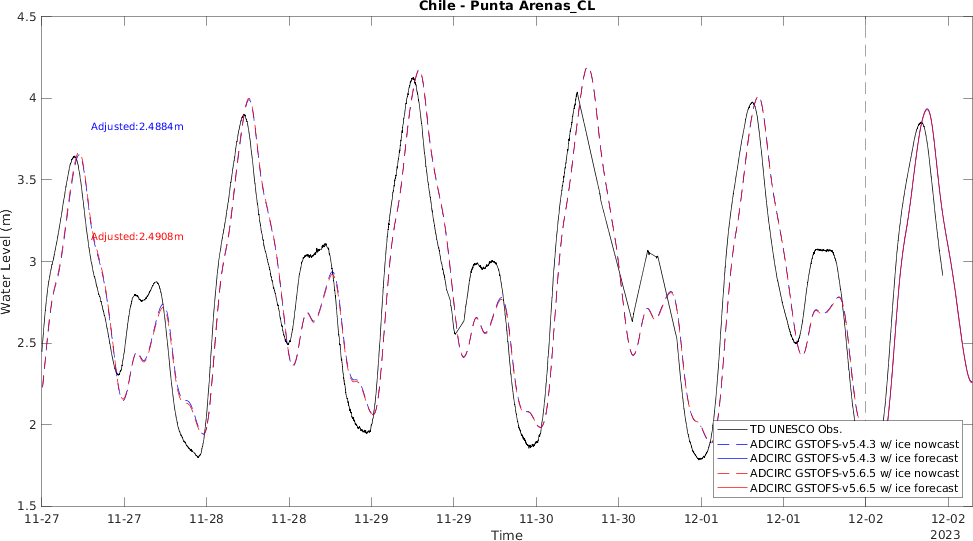 Chile - Punta Arenas_CL
4.5
4
3.5
3
2.5
2
1.5
Water Level (m)
Adjusted:2.4884m
Adjusted:2.4908m
TD UNESCO Obs.
ADCIRC GSTOFS-v5.4.3 w/ ice nowcast
ADCIRC GSTOFS-v5.4.3 w/ ice forecast
ADCIRC GSTOFS-v5.6.5 w/ ice nowcast
ADCIRC GSTOFS-v5.6.5 w/ ice forecast
11-27 11-27 11-28 11-28 11-29 11-29 11-30 11-30 12-01 12-01 12-02 12-02
2023
Time